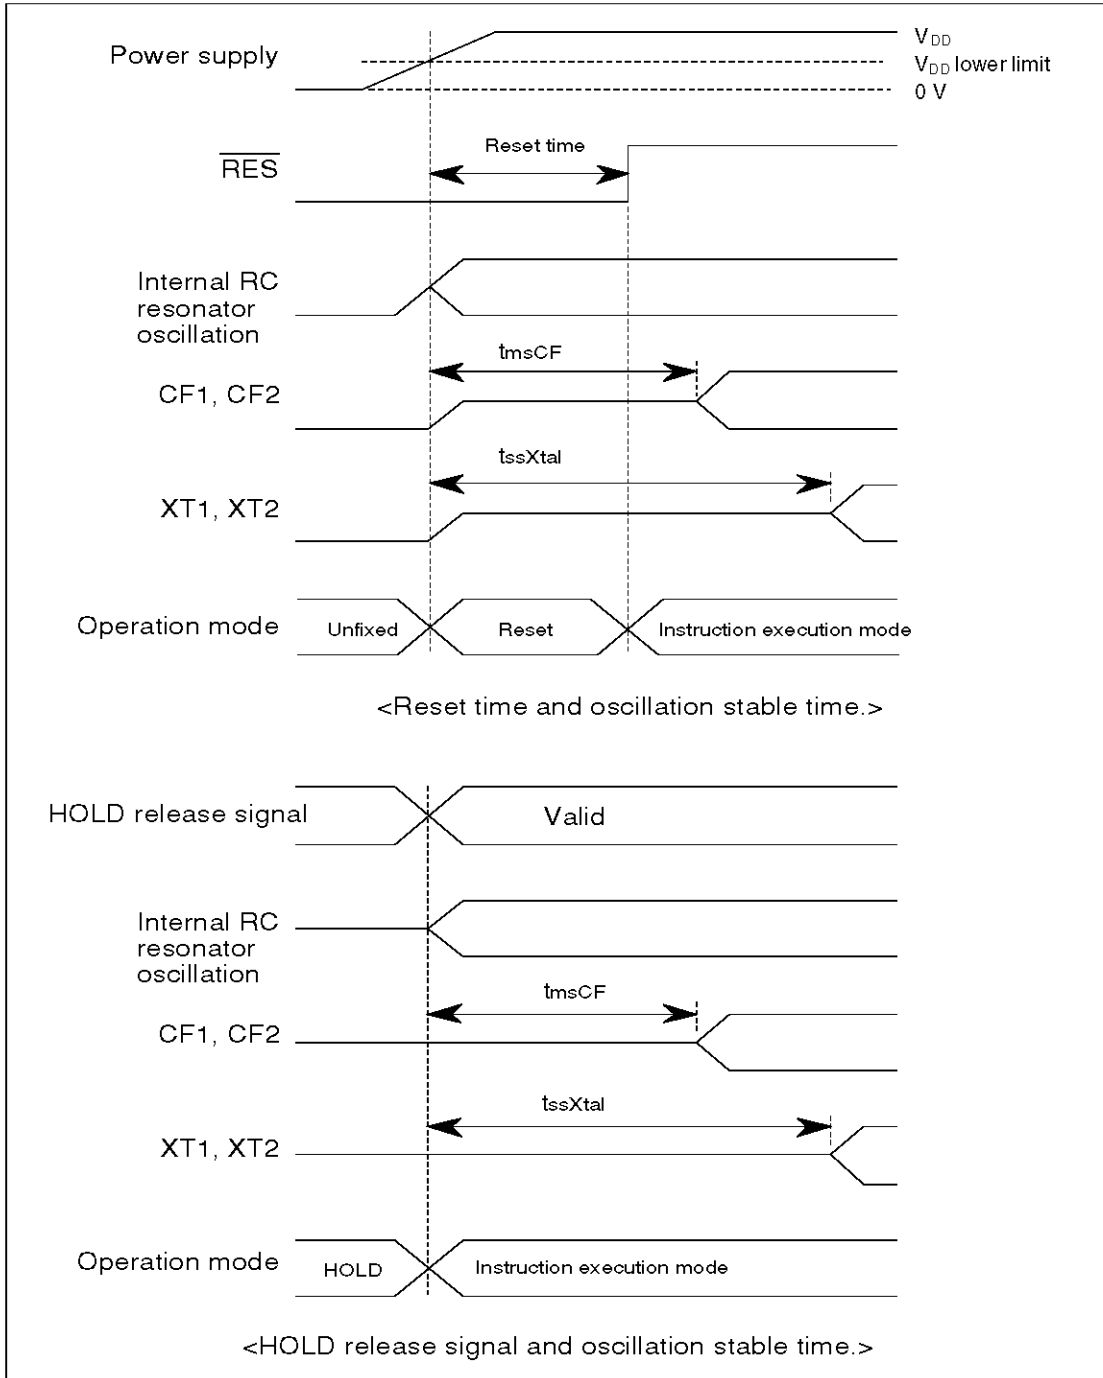 Power supply
VDD
VDD lower limit
0 V
RES
Reset time
Internal RC
resonator
oscillation
tmsCF
CF1, CF2
tssXtal
XT1, XT2
Operation mode
Unfixed
Reset
Instruction execution mode
<Reset time and oscillation stable time.>
HOLD release signal
Valid
Internal RC
resonator
oscillation
tmsCF
CF1, CF2
tssXtal
XT1, XT2
Operation mode
HOLD
Instruction execution mode
<HOLD release signal and oscillation stable time.>